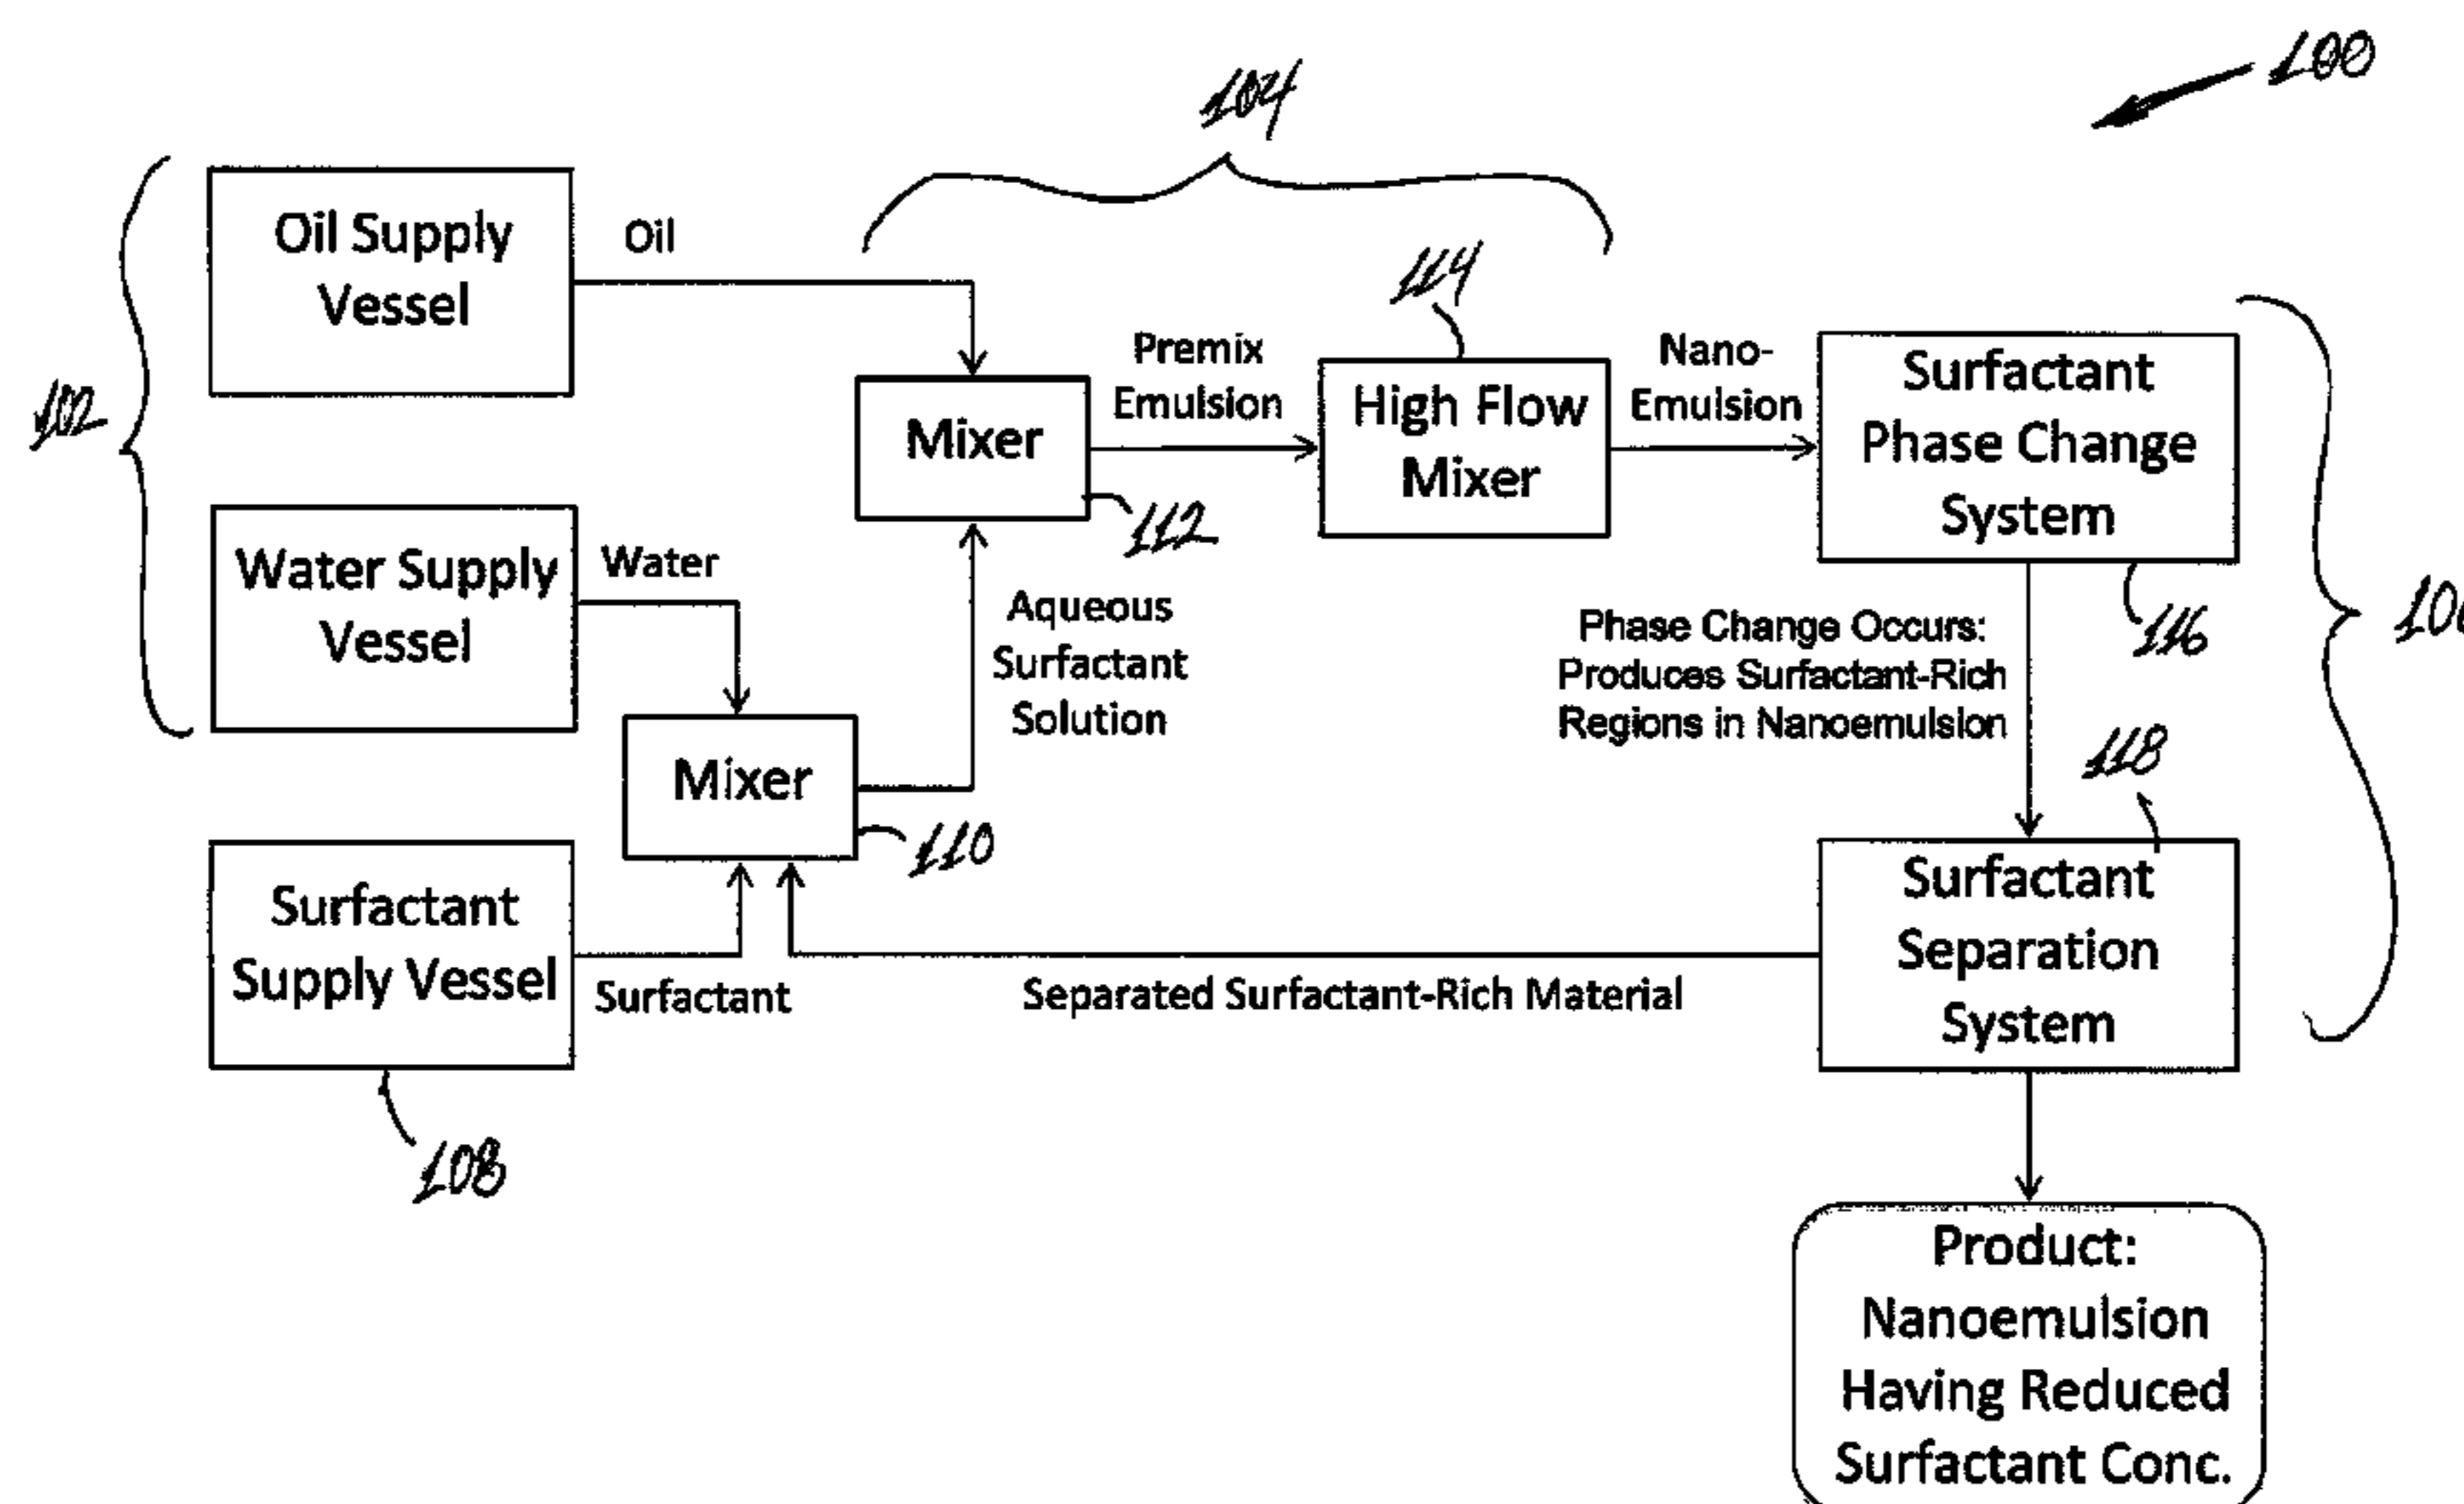 100
104
Oil Supply
Vessel
Oil
102
114
Premix
Emulsion
Nano-
Emulsion
Mixer
High Flow
Mixer
Surfactant
Phase Change
System
112
116
Water Supply
Vessel
Water
Aqueous
Surfactant
Solution
Phase Change Occurs:
Produces Surfactant-Rich
Regions in Nanoemulsion
Mixer
110
118
Surfactant
Supply Vessel
Surfactant
Separated Surfactant-Rich Material
Surfactant
Separation
System
108
Product:
Nanoemulsion
Having Reduced
Surfactant Conc.